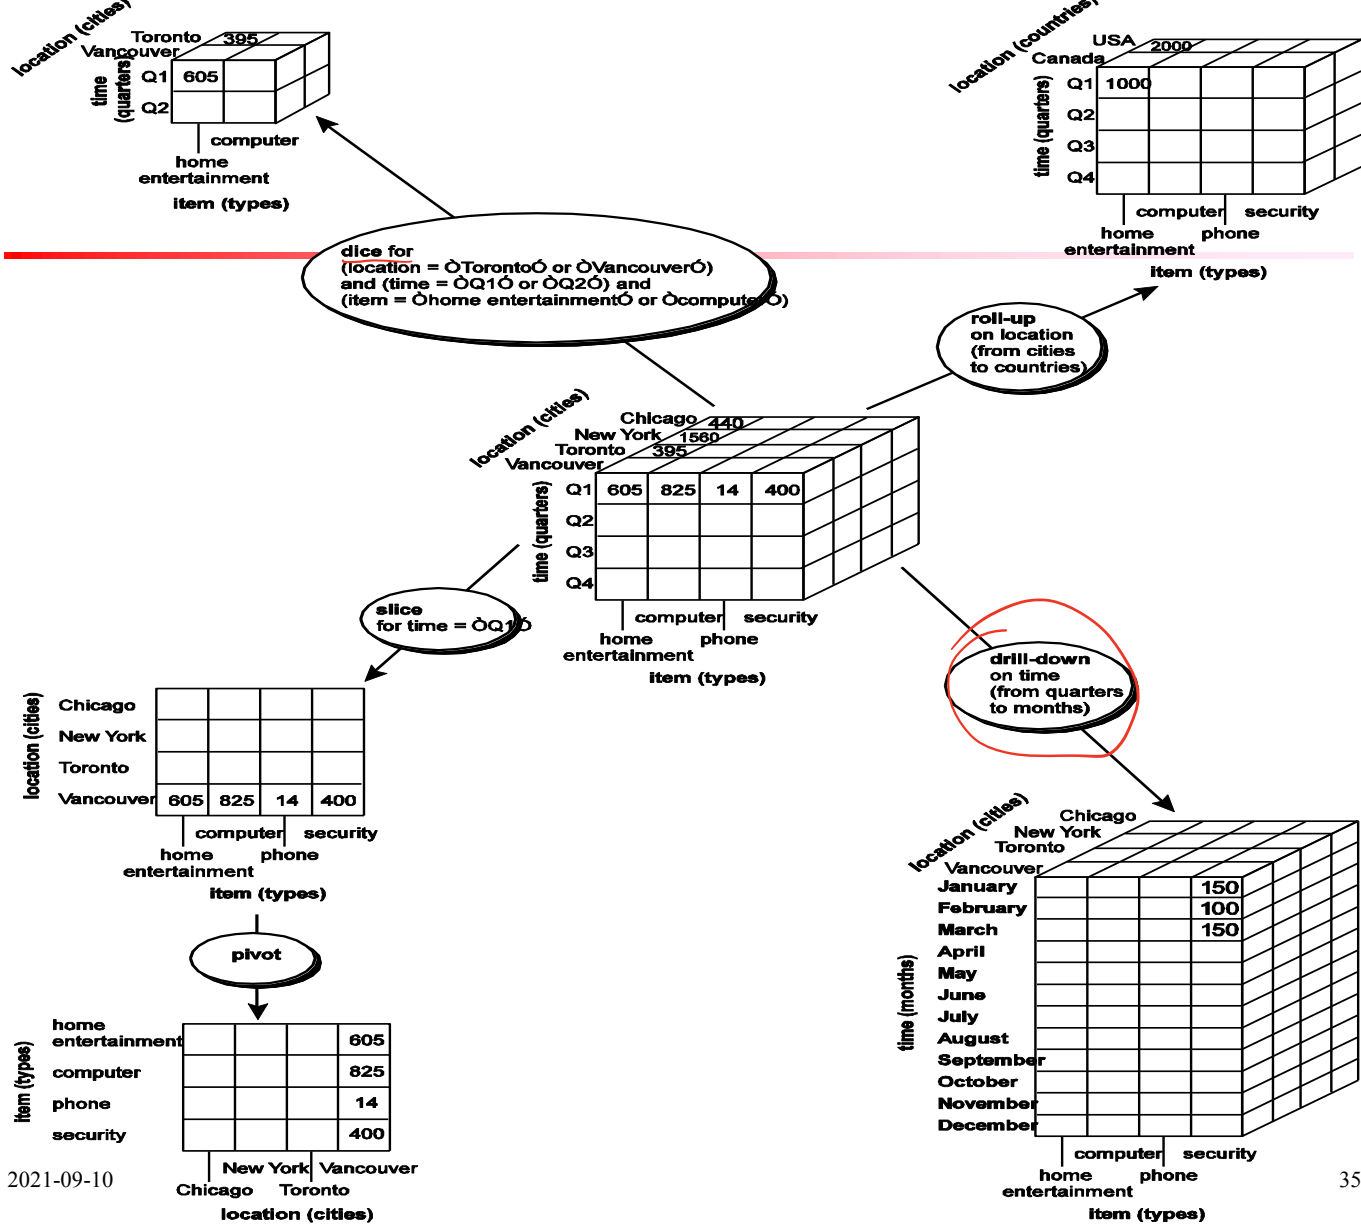 location (cities)
Toronto 395
Vancouver
time (quarters)
Q1 605
Q2
computer
home
entertainment
item (types)
location (countries)
USA 2000
Canada
time (quarters)
Q1 1000
Q2
Q3
Q4
computer security
home phone
entertainment
item (types)
dice for
(location = ÒTorontoÓ or ÒVancouverÓ)
and (time = ÒQ1Ó or ÒQ2Ó) and
(item = Òhome entertainmentÓ or ÒcomputerÓ)
roll-up
on location
(from cities
to countries)
location (cities)
Chicago 440
New York 1560
Toronto 395
Vancouver
time (quarters)
Q1 605 825 14 400
Q2
Q3
Q4
computer security
home phone
entertainment
item (types)
slice
for time = ÒQ1Ó
drill-down
on time
(from quarters
to months)
location (cities)
Chicago
New York
Toronto
Vancouver 605 825 14 400
computer security
home phone
entertainment
item (types)
pivot
item (types)
home
entertainment 605
computer 825
phone 14
security 400
New York Vancouver
Chicago Toronto
location (cities)
location (cities)
Chicago
New York
Toronto
Vancouver
time (months)
January 150
February 100
March 150
April
May
June
July
August
September
October
November
December
computer security
home phone
entertainment
item (types)
2021-09-10
35